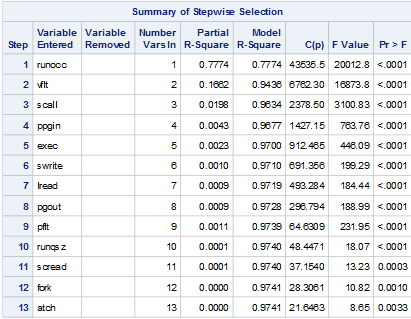 Summary of Stepwise Selection
Step Variable Entered Variable Removed Number Vars In Partial R-Square Model R-Square C(p) F Value Pr > F
1 runocc 1 0.7774 0.7774 43535.5 20012.8 <.0001
2 vflt 2 0.1662 0.9436 6762.30 16873.8 <.0001
3 scall 3 0.0198 0.9634 2378.50 3100.83 <.0001
4 ppgin 4 0.0043 0.9677 1427.15 763.76 <.0001
5 exec 5 0.0023 0.9700 912.465 446.09 <.0001
6 swrite 6 0.0010 0.9710 691.356 199.29 <.0001
7 lread 7 0.0009 0.9719 493.284 184.44 <.0001
8 pgout 8 0.0009 0.9728 296.794 188.99 <.0001
9 pflt 9 0.0011 0.9739 64.6309 231.95 <.0001
10 runqsz 10 0.0001 0.9740 48.4471 18.07 <.0001
11 scread 11 0.0001 0.9740 37.1540 13.23 0.0003
12 fork 12 0.0000 0.9741 28.3061 10.82 0.0010
13 atch 13 0.0000 0.9741 21.6463 8.65 0.0033